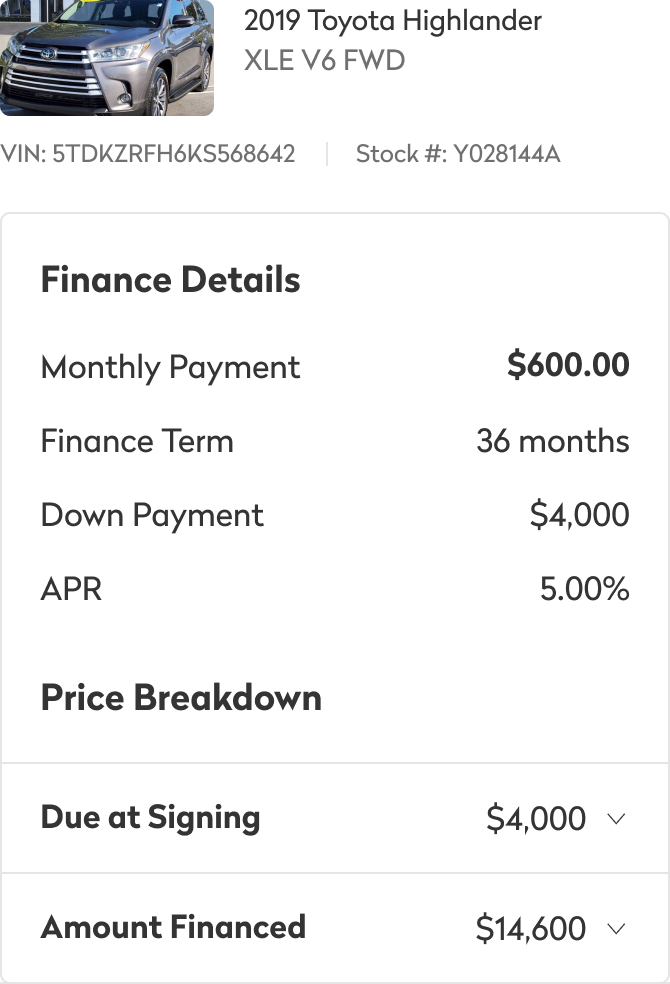 2019 Toyota Highlander
XLE V6 FWD
VIN: 5TDKZRFH6KS568642 | Stock #: Y028144A
Finance Details
Monthly Payment $600.00
Finance Term 36 months
Down Payment $4,000
APR 5.00%
Price Breakdown
Due at Signing $4,000
Amount Financed $14,600